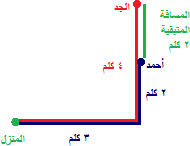 الجد
المسافة
المتبقية
٢ كلم
أحمد
٤ كلم
٢ كلم
المنزل
٣ كلم